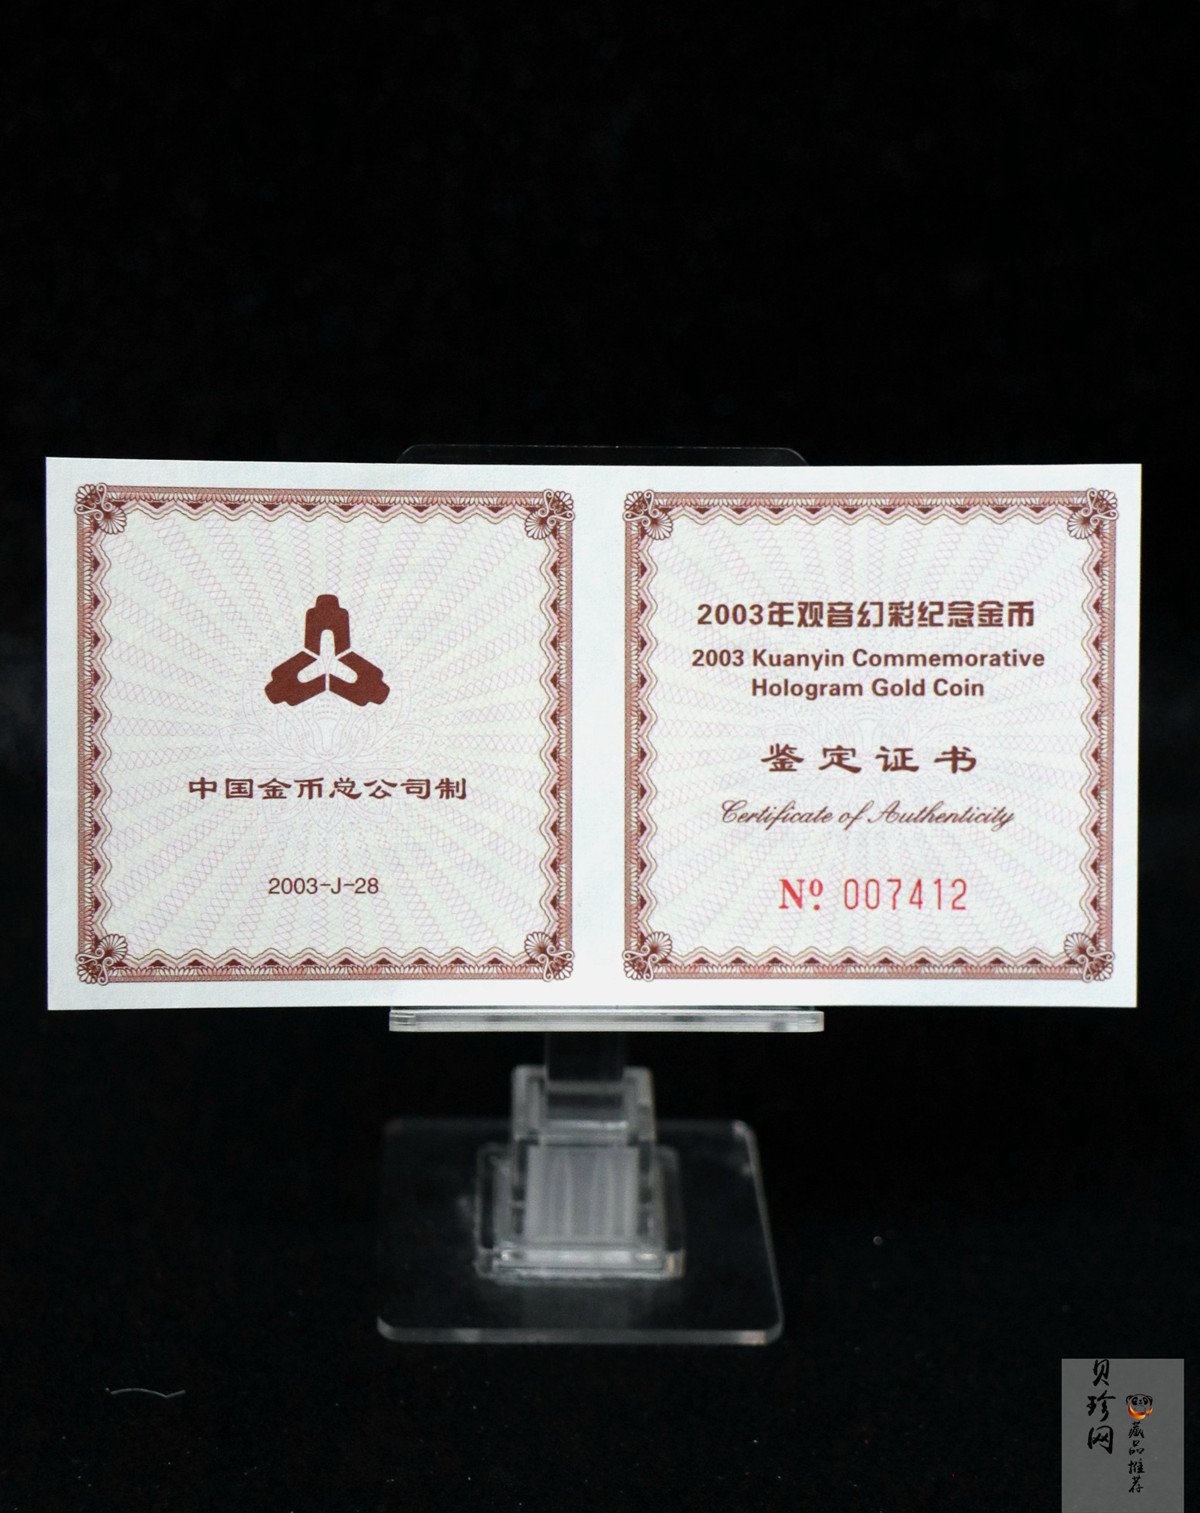 中国金币总公司制
2003-J-28
2003年观音幻彩纪念金币
2003 Kuanyin Commemorative
Hologram Gold Coin
鉴定证书
Certificate of Authenticity
Nº 007412
贝珍网
藏品推荐